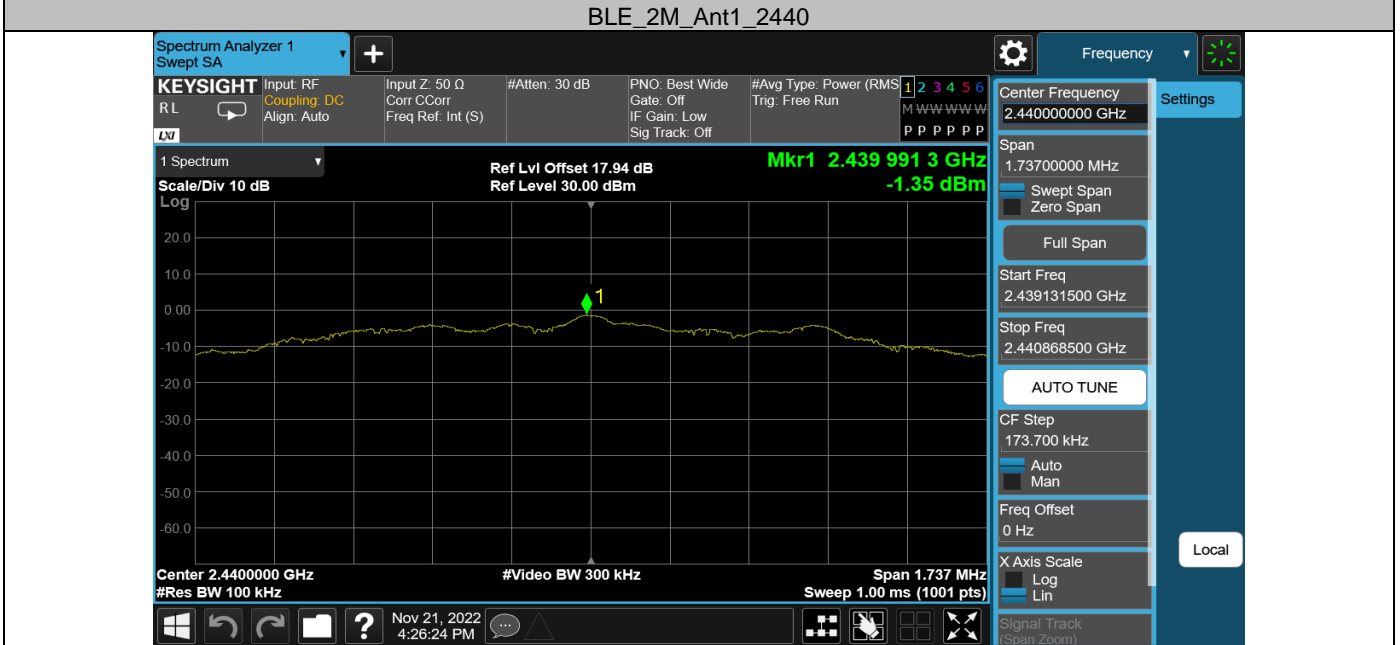 BLE_2M_Ant1_2440
Spectrum Analyzer 1
Swept SA
+
Frequency
KEYSIGHT
R L
LXI
Input: RF
Coupling: DC
Align: Auto
Input Z: 50 Ω
Corr CCorr
Freq Ref: Int (S)
#Atten: 30 dB
PNO: Best Wide
Gate: Off
IF Gain: Low
Sig Track: Off
#Avg Type: Power (RMS
Trig: Free Run
1 2 3 4 5 6
M W W W W W
P P P P P P
1 Spectrum
Scale/Div 10 dB
Log
Ref Lvl Offset 17.94 dB
Ref Level 30.00 dBm
Mkr1 2.439 991 3 GHz
-1.35 dBm
20.0
10.0
0.00
-10.0
-20.0
-30.0
-40.0
-50.0
-60.0
1
Center 2.4400000 GHz
#Res BW 100 kHz
#Video BW 300 kHz
Span 1.737 MHz
Sweep 1.00 ms (1001 pts)
?
Nov 21, 2022
4:26:24 PM
Center Frequency
2.440000000 GHz
Span
1.73700000 MHz
Swept Span
Zero Span
Full Span
Start Freq
2.439131500 GHz
Stop Freq
2.440868500 GHz
AUTO TUNE
CF Step
173.700 kHz
Auto
Man
Freq Offset
0 Hz
X Axis Scale
Log
Lin
Signal Track
(Span Zoom)
Settings
Local